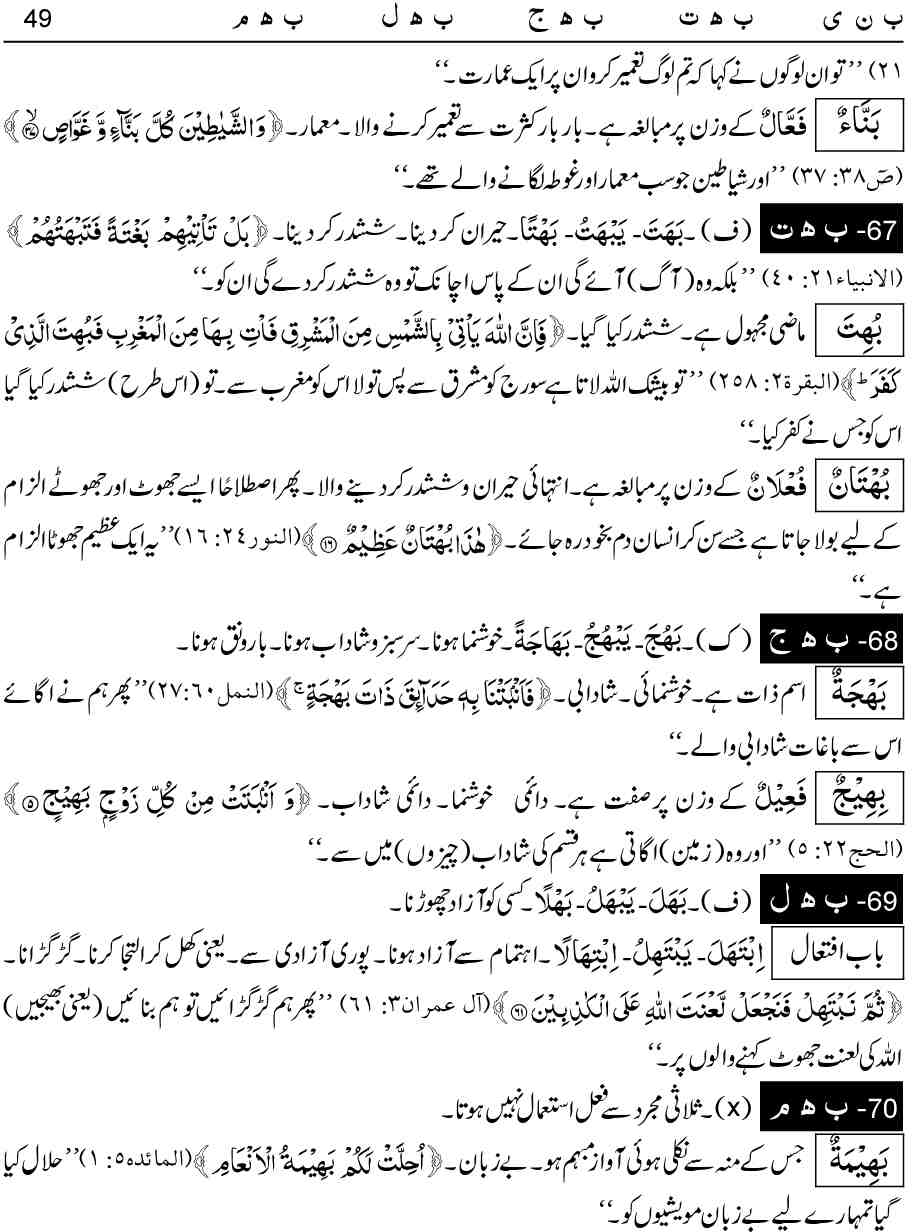 ب ن ی ب ھ ت ب ھ ج ب ھ ل ب ھ م 49
۲۱) ’’تو ان لوگوں نے کہا کہ تم لوگ تعمیر کرو ان پر ایک عمارت۔‘‘
بَنَّاءٌ فَعَّالٌ کے وزن پر مبالغہ ہے۔ بار بار کثرت سے تعمیر کرنے والا۔ معمار۔ ﴿وَالشَّيٰطِيْنَ كُلَّ بَنَّآءٍ وَّ غَوَّاصٍ ۙ﴿۳۷﴾﴾
(صٓ۳۸: ۳۷) ’’اور شیاطین جو سب معمار اور غوطہ لگانے والے تھے۔‘‘
67- ب ھ ت (ف)۔ بَهَتَ۔ يَبْهَتُ۔ بَهْتًا۔ حیران کر دینا۔ ششدر کر دینا۔ ﴿بَلْ تَأْتِيْهِمْ بَغْتَةً فَتَبْهَتُهُمْ﴾
(الانبیاء۲۱: ۴۰) ’’بلکہ وہ (آگ) آئے گی ان کے پاس اچانک تو وہ ششدر کر دے گی ان کو۔‘‘
بُهِتَ ماضی مجہول ہے۔ ششدر کیا گیا۔ ﴿فَاِنَّ اللّٰهَ يَاْتِيْ بِالشَّمْسِ مِنَ الْمَشْرِقِ فَاْتِ بِهَا مِنَ الْمَغْرِبِ فَبُهِتَ الَّذِيْ
كَفَرَ ؕ﴾ (البقرۃ۲: ۲۵۸) ’’تو بیشک اللہ لاتا ہے سورج کو مشرق سے پس تو لا اس کو مغرب سے۔ تو (اس طرح) ششدر کیا گیا
اس کو جس نے کفر کیا۔‘‘
بُهْتَانٌ فُعْلَانٌ کے وزن پر مبالغہ ہے۔ انتہائی حیران و ششدر کر دینے والا۔ پھر اصطلاحًا ایسے جھوٹ اور جھوٹے الزام
کے لیے بولا جاتا ہے جسے سن کر انسان دم بخود رہ جائے۔ ﴿هٰذَا بُهْتَانٌ عَظِيْمٌ ﴿۱۶﴾﴾ (النور۲۴: ۱۶) ’’یہ ایک عظیم جھوٹا الزام
ہے۔‘‘
68- ب ھ ج (ک)۔ بَهُجَ۔ يَبْهُجُ۔ بَهَاجَةً۔ خوشنما ہونا۔ سرسبز و شاداب ہونا۔ بارونق ہونا۔
بَهْجَةٌ اسم ذات ہے۔ خوشنمائی۔ شادابی۔ ﴿فَاَنْۢبَتْنَا بِهٖ حَدَآىِٕقَ ذَاتَ بَهْجَةٍ ۚ﴾ (النمل ۲۷:۶۰) ’’پھر ہم نے اگائے
اس سے باغات شادابی والے۔‘‘
بِهِيْجٌ فَعِيْلٌ کے وزن پر صفت ہے۔ دائمی خوشنما۔ دائمی شاداب۔ ﴿وَ اَنْۢبَتَتْ مِنْ كُلِّ زَوْجٍۭ بَهِيْجٍ ﴿۵﴾﴾
(الحج۲۲: ۵) ’’اور وہ (زمین) اگاتی ہے ہر قسم کی شاداب (چیزوں) میں سے۔‘‘
69- ب ھ ل (ف)۔ بَهَلَ۔ يَبْهَلُ۔ بَهْلًا۔ کسی کو آزاد چھوڑنا۔
باب افتعال اِبْتَهَلَ۔ يَبْتَهِلُ۔ اِبْتِهَالًا۔ اہتمام سے آزاد ہونا۔ پوری آزادی سے۔ یعنی کھل کر التجا کرنا۔ گڑگڑانا۔
﴿ثُمَّ نَبْتَهِلْ فَنَجْعَلْ لَّعْنَتَ اللّٰهِ عَلَى الْكٰذِبِيْنَ ﴿۶۱﴾﴾ (آل عمران۳: ۶۱) ’’پھر ہم گڑگڑائیں تو ہم بنائیں (یعنی بھیجیں)
اللہ کی لعنت جھوٹ کہنے والوں پر۔‘‘
70- ب ھ م (x)۔ ثلاثی مجرد سے فعل استعمال نہیں ہوتا۔
بَهِيْمَةٌ جس کے منہ سے نکلی ہوئی آواز مبہم ہو۔ بے زبان۔ ﴿اُحِلَّتْ لَكُمْ بَهِيْمَةُ الْاَنْعَامِ﴾ (المائدہ۵: ۱) ’’حلال کیا
گیا تمہارے لیے بے زبان مویشیوں کو۔‘‘